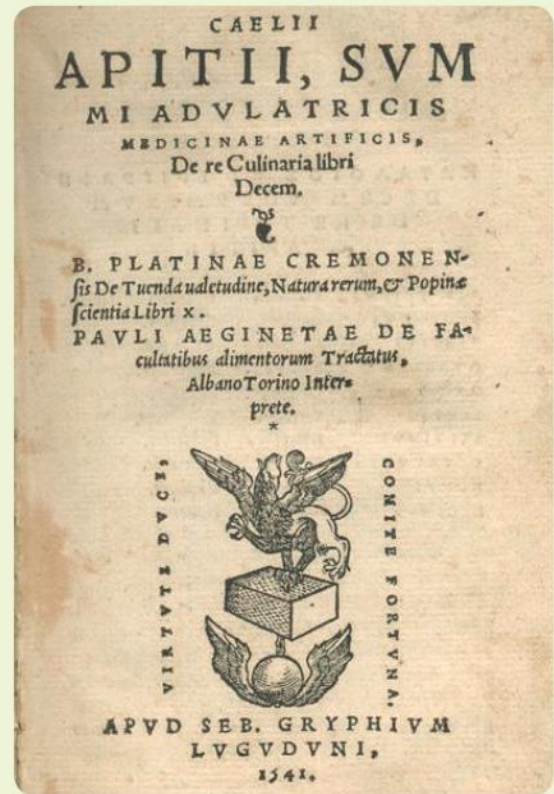 CAELII
APITII, SVM
MI ADVLATRICIS
MEDICINAE ARTIFICIS,
De re Culinaria libri
Decem.
B. PLATINAE CREMONEN-
sis De Tuenda ualetudine, Natura rerum, & Popinæ
scientia Libri x.
PAVLI AEGINETAE DE FA-
cultatibus alimentorum Tractatus,
Albano Torino Inter-
prete.
*
VIRTVTE DVCE,
COMITE FORTVNA.
APVD SEB. GRYPHIVM
LVGVDVNI,
1541.